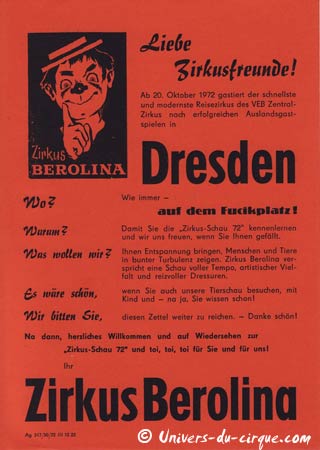 Liebe
Zirkusfreunde!
Ab 20. Oktober 1972 gastiert der schnellste
und modernste Reisezirkus des VEB Zentral-
Zirkus nach erfolgreichen Auslandsgast-
spielen in
Zirkus
BEROLINA
Dresden
Wo?
Wie immer –
auf dem Fucikplatz!
Warum?
Damit Sie die „Zirkus-Schau 72" kennenlernen
und wir uns freuen, wenn Sie Ihnen gefällt.
Was wollen wir?
Ihnen Entspannung bringen, Menschen und Tiere
in bunter Turbulenz zeigen. Zirkus Berolina ver-
spricht eine Schau voller Tempo, artistischer Viel-
falt und reizvoller Dressuren.
Es wäre schön,
wenn Sie auch unsere Tierschau besuchen, mit
Kind und – na ja, Sie wissen schon!
Wir bitten Sie,
diesen Zettel weiter zu reichen. – Danke schön!
Na dann, herzliches Willkommen und auf Wiedersehen zur
„Zirkus-Schau 72" und toi, toi, toi für Sie und für uns!
Ihr
Zirkus Berolina
© Univers-du-cirque.com